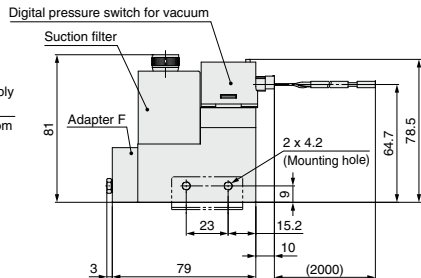 Digital pressure switch for vacuum
Suction filter
Adapter F
2 x 4.2
(Mounting hole)
81
64.7
78.5
9
23
15.2
10
3
79
(2000)